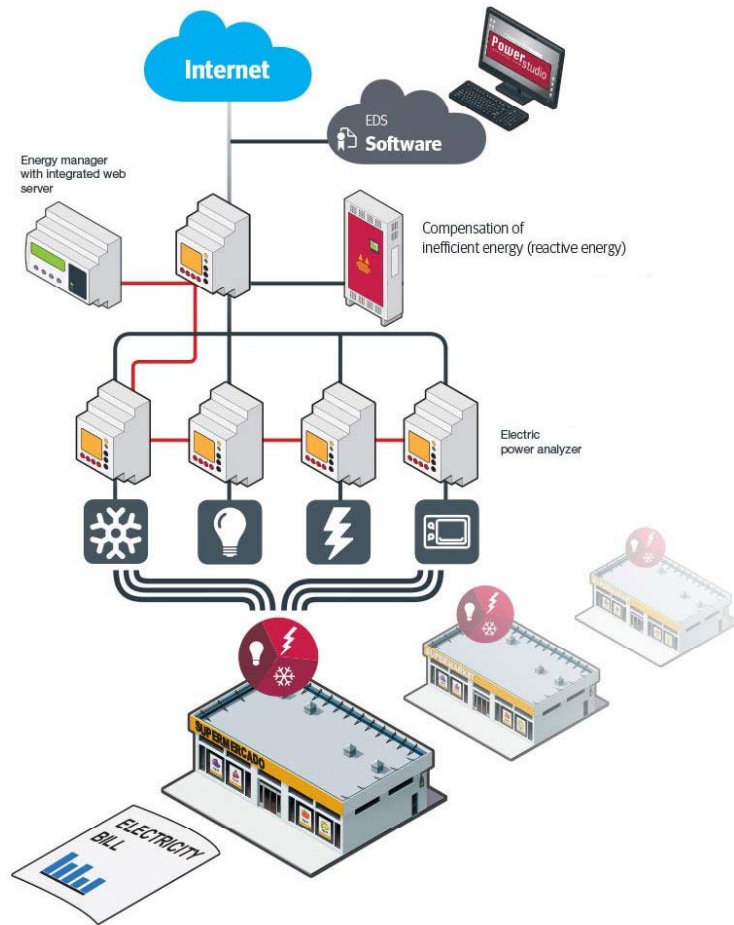 Internet
Power studio
EDS
Software
Energy manager
with integrated web
server
Compensation of
inefficient energy (reactive energy)
Electric
power analyzer
SUPERMERCADO
ELECTRICITY
BILL